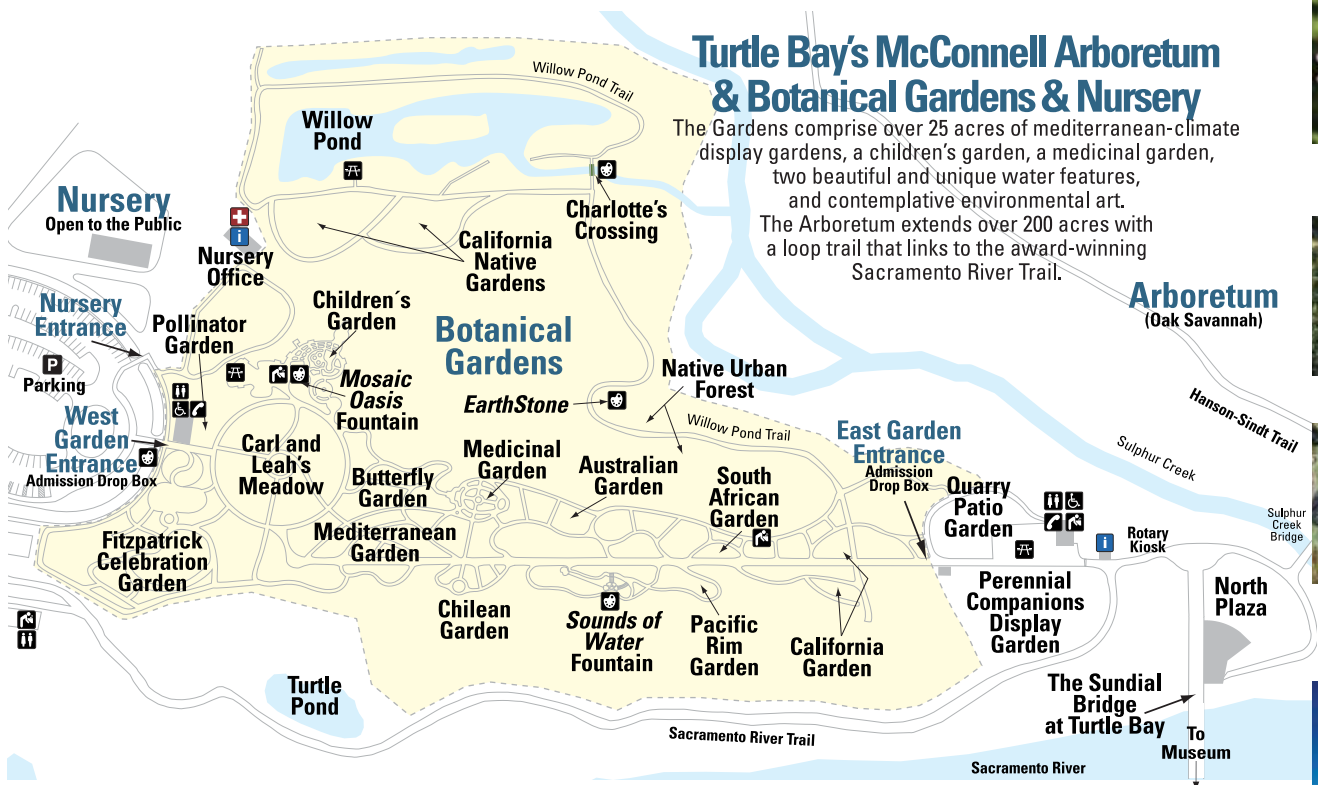 Turtle Bay's McConnell Arboretum
& Botanical Gardens & Nursery
The Gardens comprise over 25 acres of mediterranean-climate
display gardens, a children's garden, a medicinal garden,
two beautiful and unique water features,
and contemplative environmental art.
The Arboretum extends over 200 acres with
a loop trail that links to the award-winning
Sacramento River Trail.
Willow Pond Trail
Willow
Pond
Nursery
Open to the Public
Charlotte's
Crossing
i
Nursery
Office
California
Native
Gardens
Arboretum
(Oak Savannah)
Nursery
Entrance
Pollinator
Garden
Children´s
Garden
Botanical
Gardens
P
Parking
Mosaic
Oasis
Fountain
Native Urban
Forest
EarthStone
Hanson-Sindt Trail
West
Garden
Entrance
Admission Drop Box
Carl and
Leah's
Meadow
Willow Pond Trail
East Garden
Entrance
Admission
Drop Box
Sulphur Creek
Butterfly
Garden
Medicinal
Garden
Australian
Garden
South
African
Garden
Quarry
Patio
Garden
Sulphur
Creek
Bridge
i
Rotary
Kiosk
Fitzpatrick
Celebration
Garden
Mediterranean
Garden
Chilean
Garden
Sounds of
Water
Fountain
Pacific
Rim
Garden
California
Garden
Perennial
Companions
Display
Garden
North
Plaza
Turtle
Pond
The Sundial
Bridge
at Turtle Bay
Sacramento River Trail
To
Museum
Sacramento River